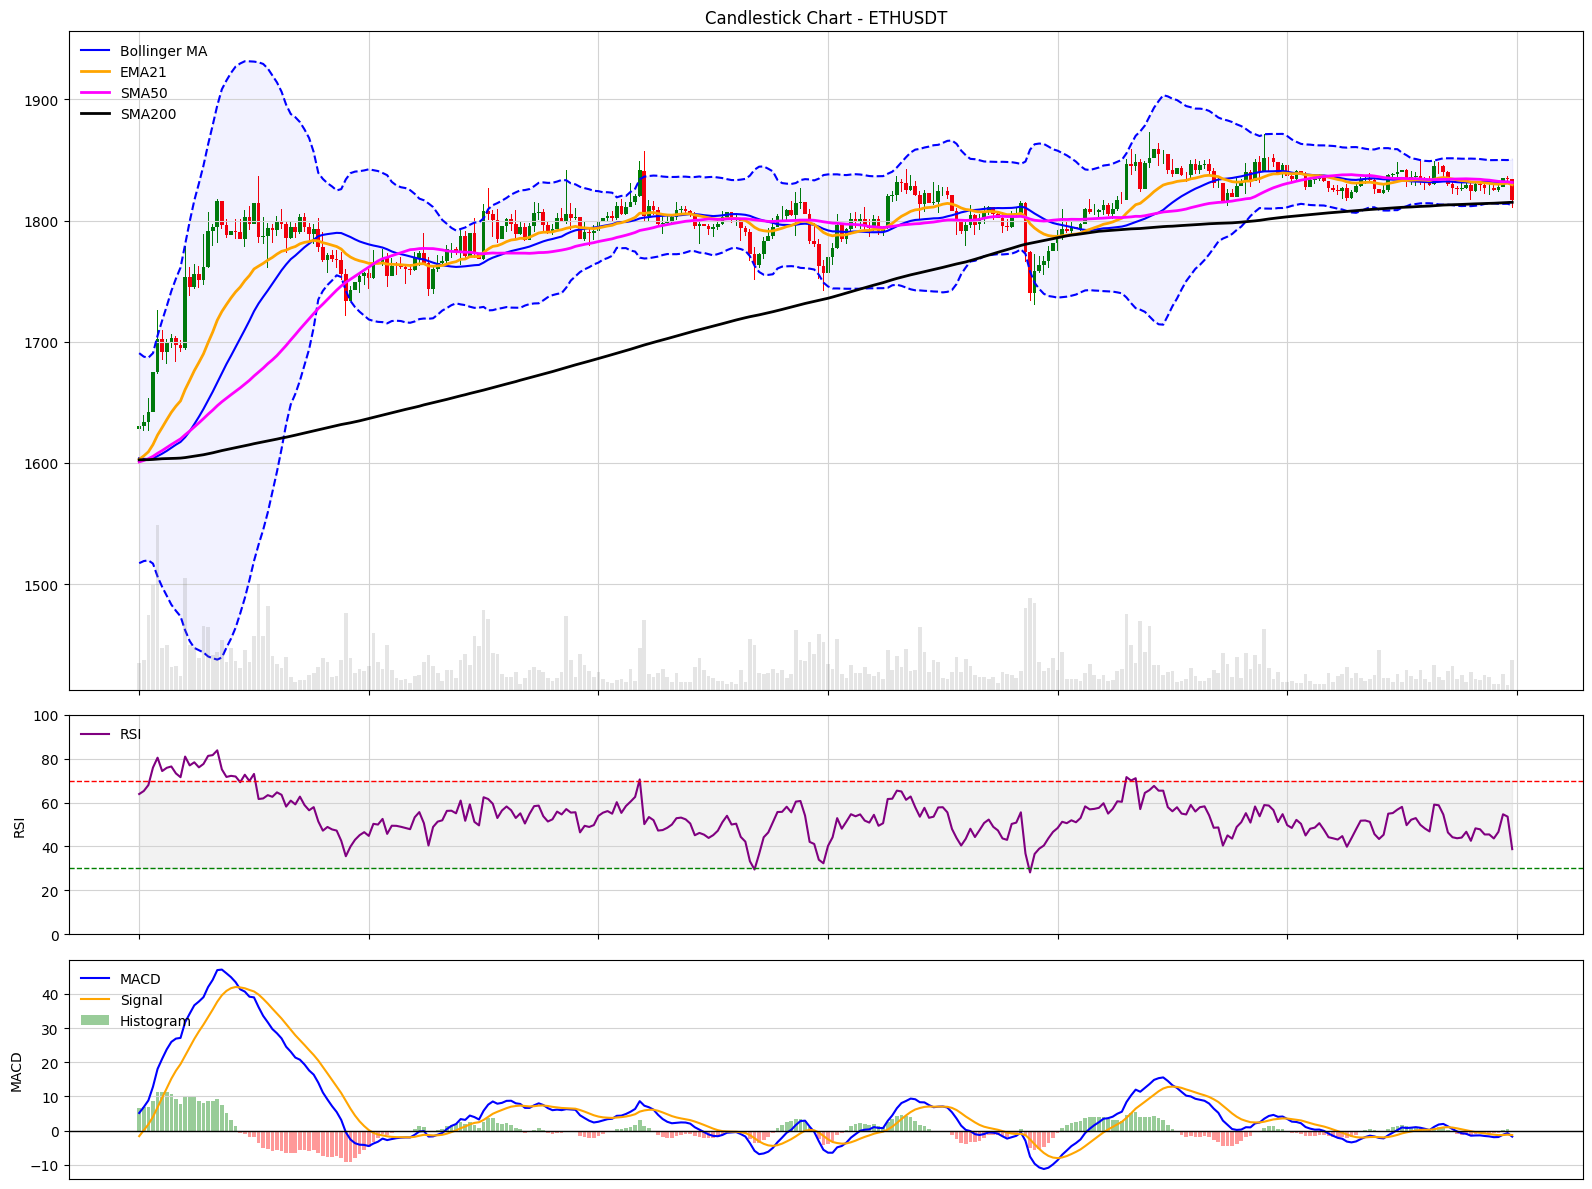 Candlestick Chart - ETHUSDT
Bollinger MA
EMA21
SMA50
SMA200
1900
1800
1700
1600
1500
RSI
100
80
60
40
20
0
RSI
MACD
Signal
Histogram
40
30
20
10
0
−10
MACD